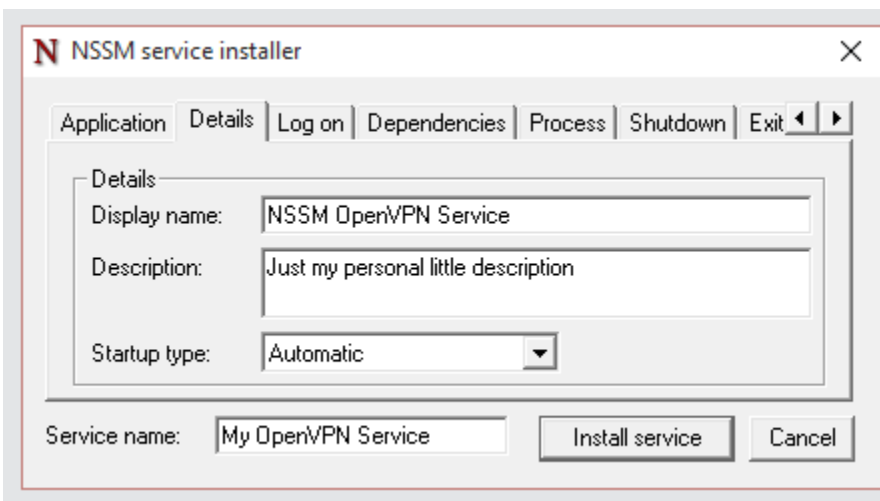 N NSSM service installer
Application Details Log on Dependencies Process Shutdown Exit
Details
Display name: NSSM OpenVPN Service
Description: Just my personal little description
Startup type: Automatic
Service name: My OpenVPN Service Install service Cancel